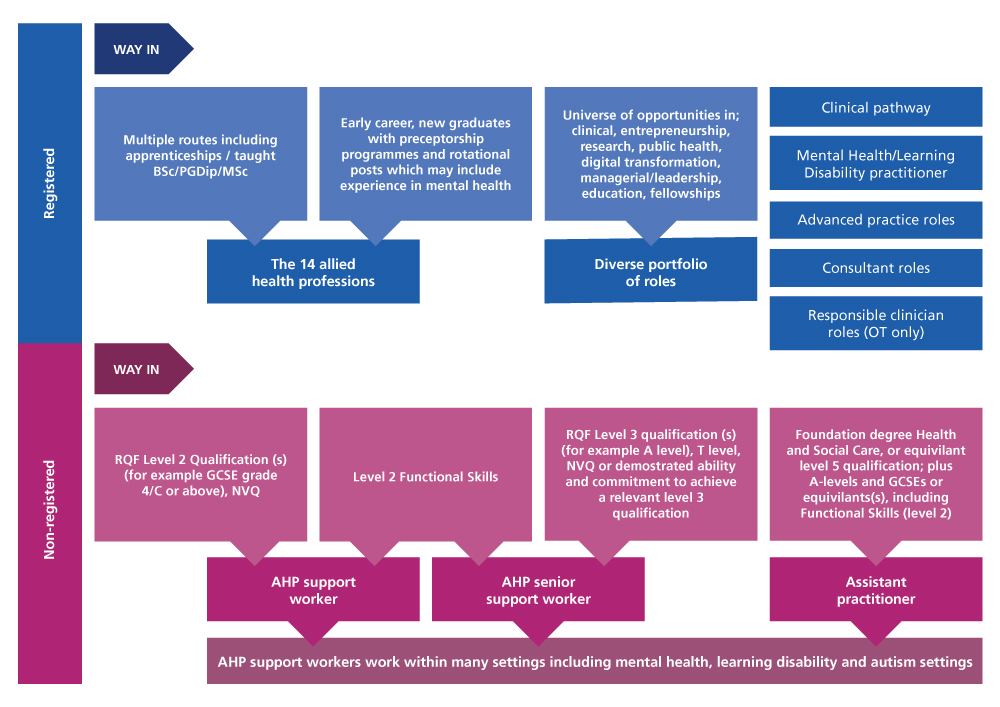 Registered
WAY IN
Multiple routes including
apprenticeships / taught
BSc/PGDip/MSc
Early career, new graduates
with preceptorship
programmes and rotational
posts which may include
experience in mental health
Universe of opportunities in;
clinical, entrepreneurship,
research, public health,
digital transformation,
managerial/leadership,
education, fellowships
The 14 allied
health professions
Diverse portfolio
of roles
Clinical pathway
Mental Health/Learning
Disability practitioner
Advanced practice roles
Consultant roles
Responsible clinician
roles (OT only)
Non-registered
WAY IN
RQF Level 2 Qualification (s)
(for example GCSE grade
4/C or above), NVQ
Level 2 Functional Skills
RQF Level 3 qualification (s)
(for example A level), T level,
NVQ or demostrated ability
and commitment to achieve
a relevant level 3
qualification
Foundation degree Health
and Social Care, or equivilant
level 5 qualification; plus
A-levels and GCSEs or
equivilants(s), including
Functional Skills (level 2)
AHP support
worker
AHP senior
support worker
Assistant
practitioner
AHP support workers work within many settings including mental health, learning disability and autism settings